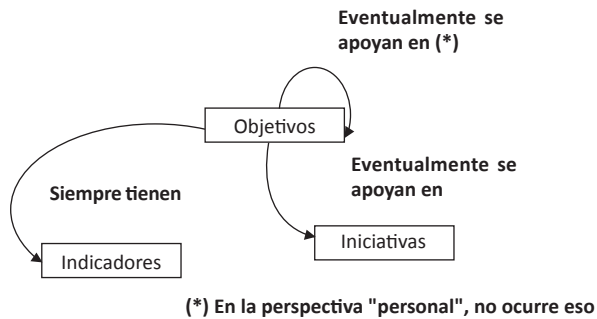 Eventualmente se
apoyan en (*)
Objetivos
Eventualmente se
apoyan en
Siempre tienen
Iniciativas
Indicadores
(*) En la perspectiva "personal", no ocurre eso